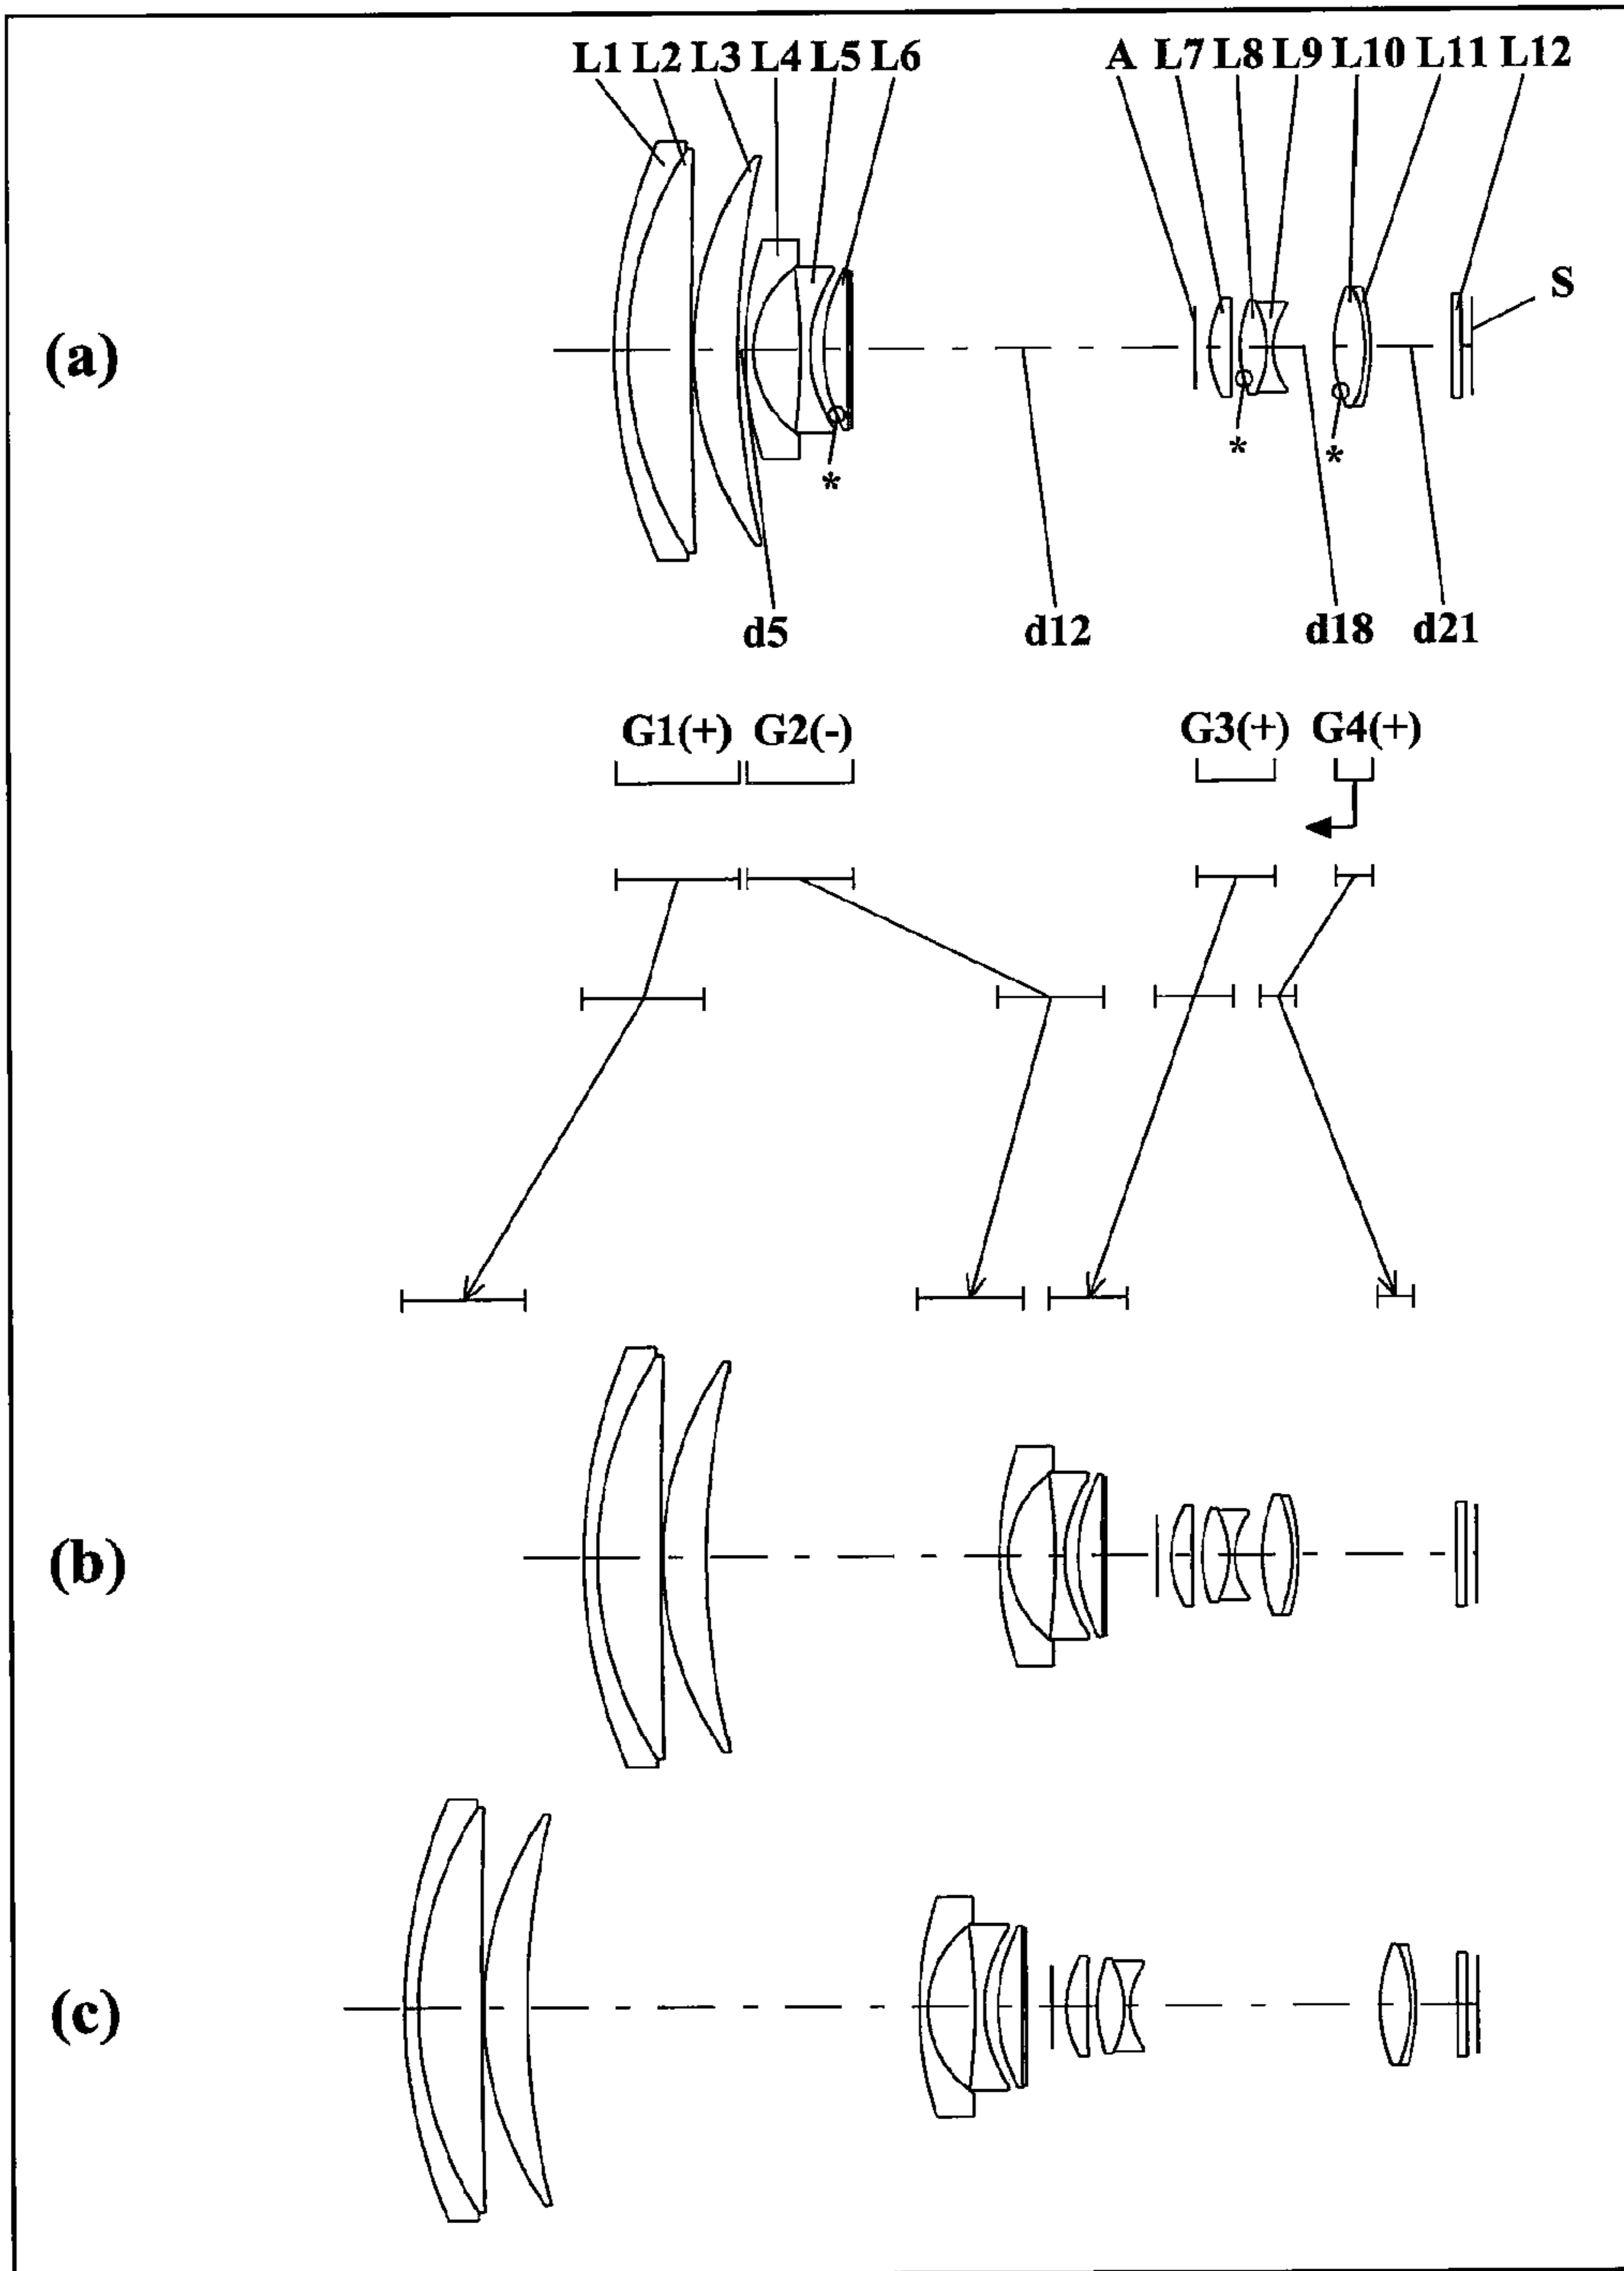 L1 L2 L3 L4 L5 L6 A L7 L8 L9 L10 L11 L12
S
(a)
* * *
d5 d12 d18 d21
G1(+) G2(-) G3(+) G4(+)
(b)
(c)